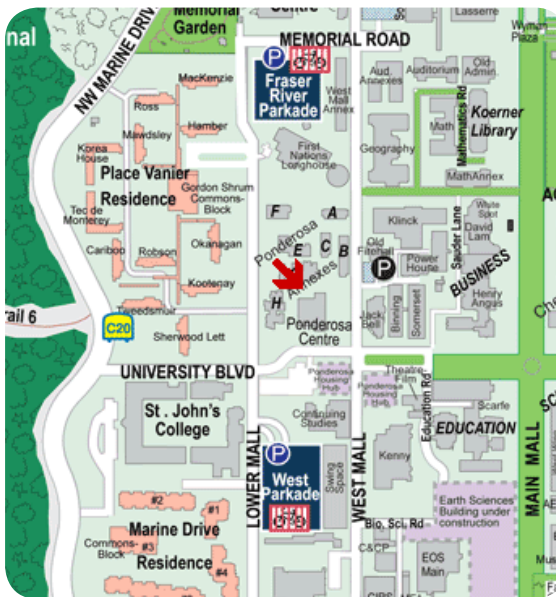 Memorial
Garden
NW MARINE DRIV
nal
MEMORIAL ROAD
P
Fraser
River
Parkade
West
Mall
Annex
Aud.
Annexes
Auditorium
Old
Admin.
Lasserre
Wyman
Plaza
MacKenzie
Ross
Hamber
Mawdsley
Korea
House
Place Vanier
Residence
Gordon Shrum
Commons-
Block
Tec de
Monterey
Cariboo
Robson
Okanagan
Kootenay
Tweedsmuir
Sherwood Lett
First
Nations
Longhouse
Geography
Math
Mathematics Rd
MathAnnex
Koerner
Library
F
A
E
C
B
H
Ponderosa
Annexes
Ponderosa
Centre
Klinck
Old
Firehall
P
Power
House
Sauder Lane
White
Spot
David
Lam
BUSINESS
Henry
Angus
Jack
Bell
Binning
Somerset
rail 6
C20
UNIVERSITY BLVD
St. John's
College
Ponderosa
Housing
Hub
Ponderosa
Housing
Hub
Theatre-
Film
Education Rd
Scarfe
EDUCATION
Continuing
Studies
P
West
Parkade
Swing
Space
LOWER MALL
WEST MALL
MAIN MALL
Kenny
Earth Sciences
Building under
construction
Bio. Sci. Rd
C&CP
EOS
Main
#2
#1
Marine Drive
Commons-
Block
#3
Residence
#4